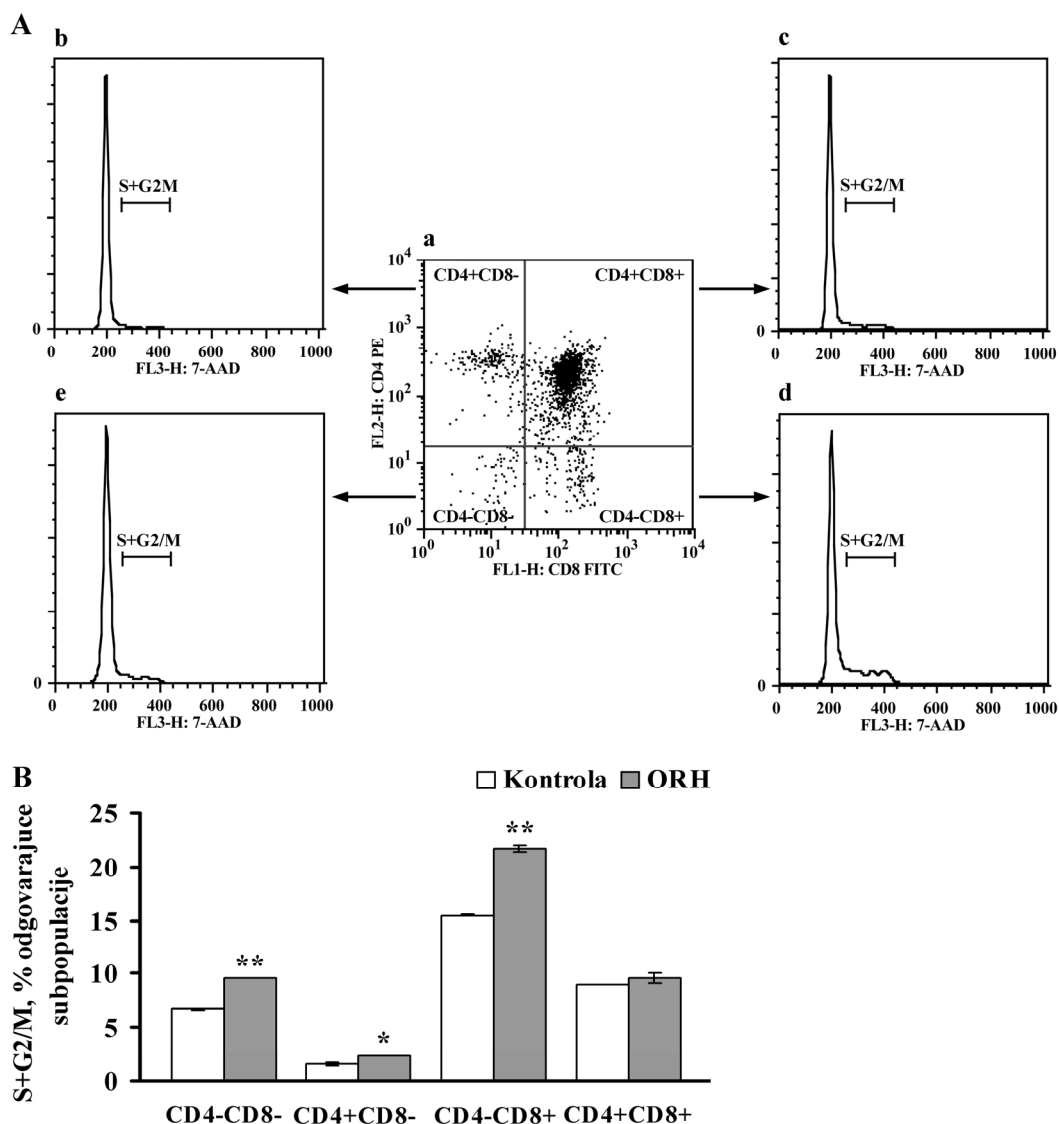 A
b
S+G2M
0
0 200 400 600 800 1000
FL3-H: 7-AAD
c
S+G2/M
0
0 200 400 600 800 1000
FL3-H: 7-AAD
a
CD4+CD8- CD4+CD8+
CD4-CD8- CD4-CD8+
10^4
10^3
10^2
10^1
10^0
FL2-H: CD4 PE
10^0 10^1 10^2 10^3 10^4
FL1-H: CD8 FITC
e
S+G2/M
0
0 200 400 600 800 1000
FL3-H: 7-AAD
d
S+G2/M
0
0 200 400 600 800 1000
FL3-H: 7-AAD
B
Kontrola ORH
S+G2/M, % odgovarajuce
subpopulacije
25
20
15
10
5
0
**
*
**
CD4-CD8- CD4+CD8- CD4-CD8+ CD4+CD8+